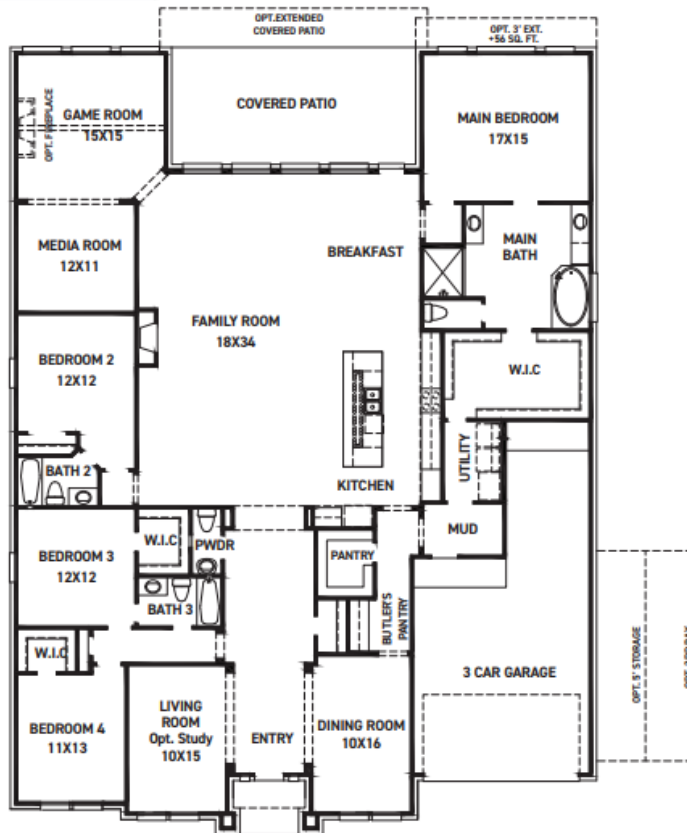 OPT.EXTENDED
COVERED PATIO
OPT. 3' EXT.
+56 SQ. FT.
COVERED PATIO
GAME ROOM
15X15
OPT. FIREPLACE
MAIN BEDROOM
17X15
MEDIA ROOM
12X11
BREAKFAST
MAIN
BATH
FAMILY ROOM
18X34
BEDROOM 2
12X12
W.I.C
BATH 2
UTILITY
KITCHEN
MUD
W.I.C
PWDR
PANTRY
BEDROOM 3
12X12
BATH 3
BUTLER'S
PANTRY
W.I.C
3 CAR GARAGE
OPT. 5' STORAGE
LIVING
ROOM
Opt. Study
10X15
BEDROOM 4
11X13
ENTRY
DINING ROOM
10X16